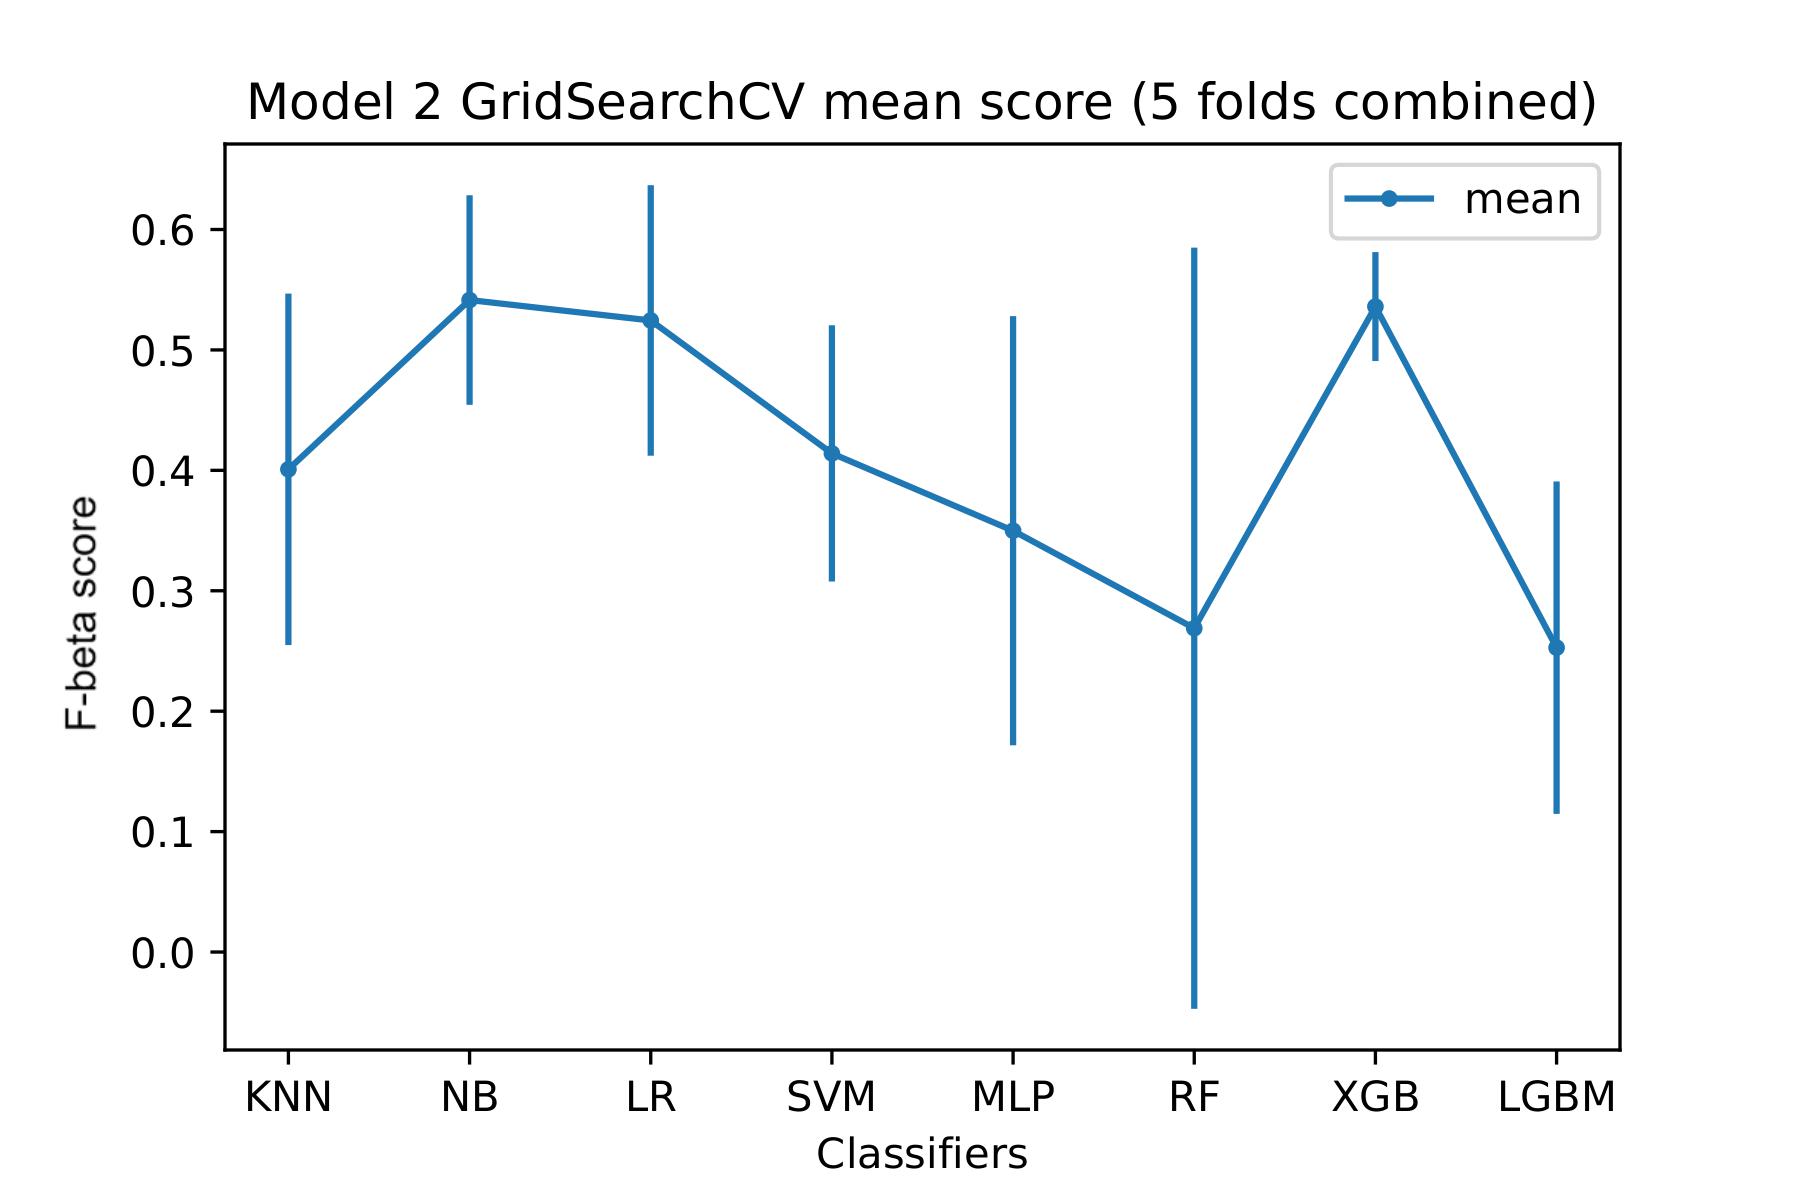 Model 2 GridSearchCV mean score (5 folds combined)
mean
F-beta score
0.6
0.5
0.4
0.3
0.2
0.1
0.0
KNN NB LR SVM MLP RF XGB LGBM
Classifiers